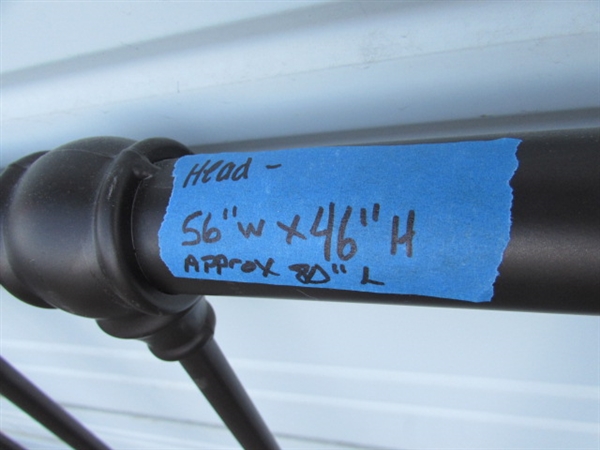 Head -
56"W x 46"H
Approx 80" L